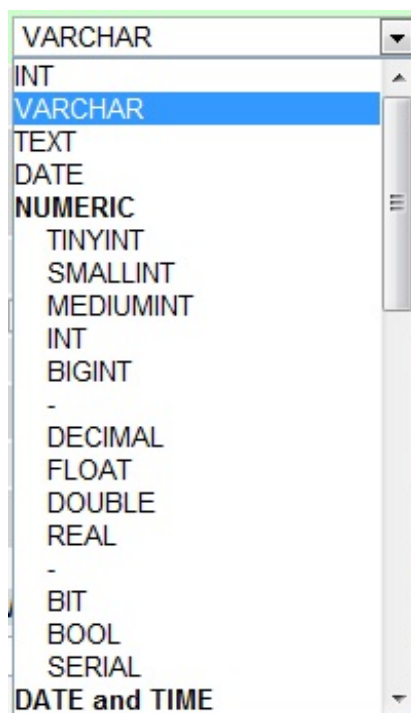 VARCHAR
INT
VARCHAR
TEXT
DATE
NUMERIC
TINYINT
SMALLINT
MEDIUMINT
INT
BIGINT
-
DECIMAL
FLOAT
DOUBLE
REAL
-
BIT
BOOL
SERIAL
DATE and TIME